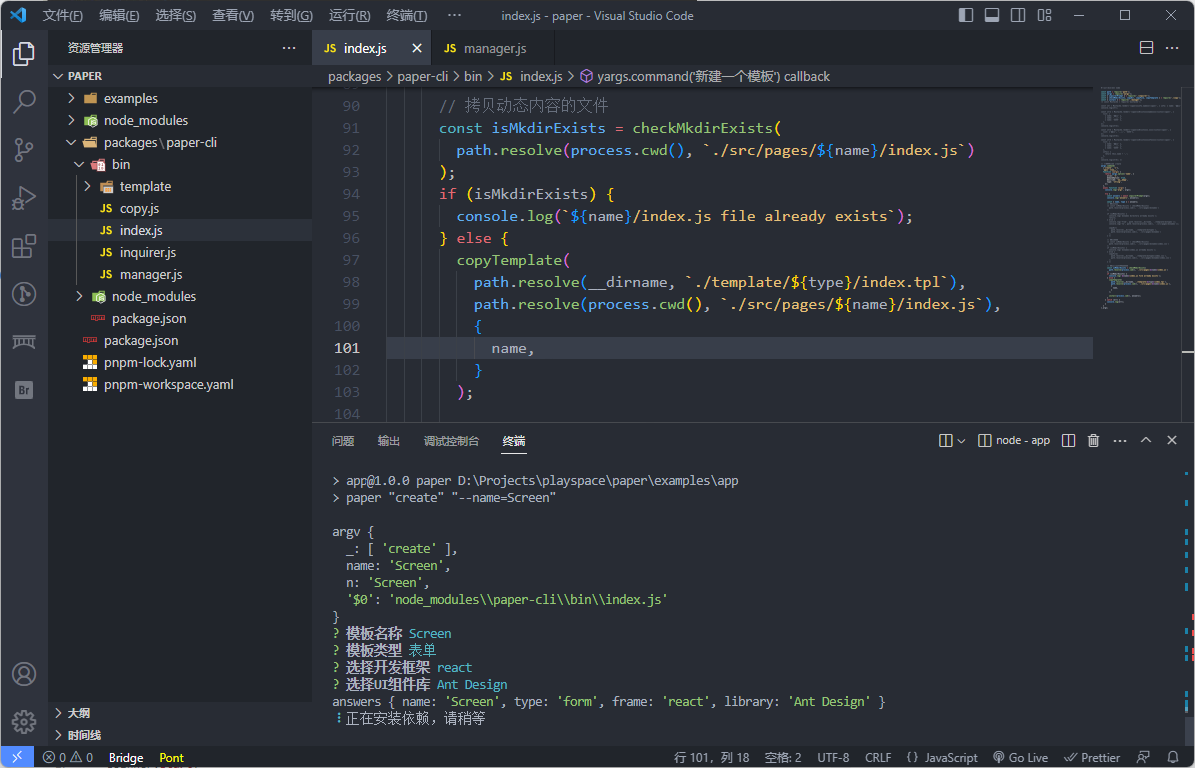 文件(F) 编辑(E) 选择(S) 查看(V) 转到(G) 运行(R) 终端(T) ··· index.js - paper - Visual Studio Code
资源管理器 ···
PAPER
examples
node_modules
packages\paper-cli
bin
template
JS copy.js
JS index.js
JS inquirer.js
JS manager.js
node_modules
package.json
package.json
pnpm-lock.yaml
pnpm-workspace.yaml
大纲
时间线
Br
JS index.js
JS manager.js
packages > paper-cli > bin > JS index.js > yargs.command('新建一个模板') callback
90 // 拷贝动态内容的文件
91 const isMkdirExists = checkMkdirExists(
92 path.resolve(process.cwd(), `./src/pages/${name}/index.js`)
93 );
94 if (isMkdirExists) {
95 console.log(`${name}/index.js file already exists`);
96 } else {
97 copyTemplate(
98 path.resolve(__dirname, `./template/${type}/index.tpl`),
99 path.resolve(process.cwd(), `./src/pages/${name}/index.js`),
100 {
101 name,
102 }
103 );
104
问题 输出 调试控制台 终端 node - app ···
> app@1.0.0 paper D:\Projects\playspace\paper\examples\app
> paper "create" "--name=Screen"
argv {
_: [ 'create' ],
name: 'Screen',
n: 'Screen',
'$0': 'node_modules\\paper-cli\\bin\\index.js'
}
? 模板名称 Screen
? 模板类型 表单
? 选择开发框架 react
? 选择UI组件库 Ant Design
answers { name: 'Screen', type: 'form', frame: 'react', library: 'Ant Design' }
⠸正在安装依赖，请稍等
0 0 Bridge Pont 行 101，列 18 空格: 2 UTF-8 CRLF {} JavaScript Go Live Prettier